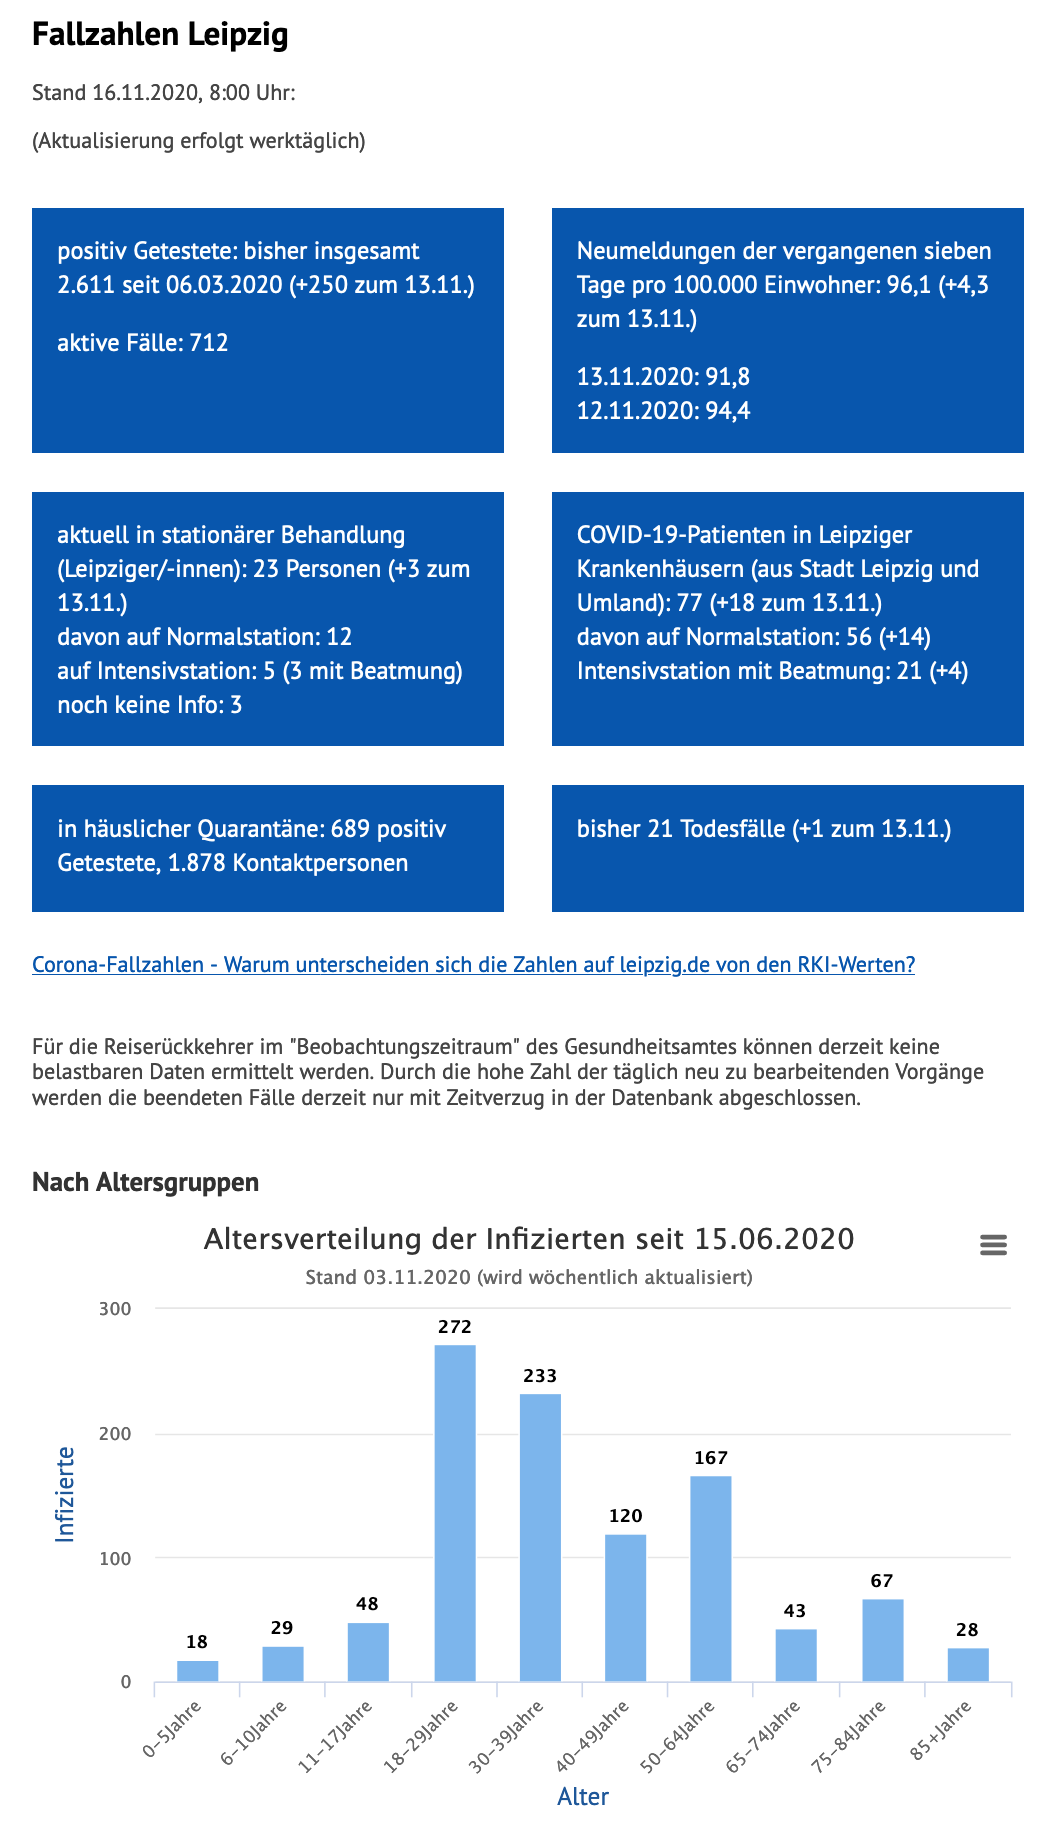 Fallzahlen Leipzig
Stand 16.11.2020, 8:00 Uhr:
(Aktualisierung erfolgt werktäglich)
positiv Getestete: bisher insgesamt
2.611 seit 06.03.2020 (+250 zum 13.11.)
aktive Fälle: 712
Neumeldungen der vergangenen sieben
Tage pro 100.000 Einwohner: 96,1 (+4,3
zum 13.11.)
13.11.2020: 91,8
12.11.2020: 94,4
aktuell in stationärer Behandlung
(Leipziger/-innen): 23 Personen (+3 zum
13.11.)
davon auf Normalstation: 12
auf Intensivstation: 5 (3 mit Beatmung)
noch keine Info: 3
COVID-19-Patienten in Leipziger
Krankenhäusern (aus Stadt Leipzig und
Umland): 77 (+18 zum 13.11.)
davon auf Normalstation: 56 (+14)
Intensivstation mit Beatmung: 21 (+4)
in häuslicher Quarantäne: 689 positiv
Getestete, 1.878 Kontaktpersonen
bisher 21 Todesfälle (+1 zum 13.11.)
Corona-Fallzahlen - Warum unterscheiden sich die Zahlen auf leipzig.de von den RKI-Werten?
Für die Reiserückkehrer im "Beobachtungszeitraum" des Gesundheitsamtes können derzeit keine
belastbaren Daten ermittelt werden. Durch die hohe Zahl der täglich neu zu bearbeitenden Vorgänge
werden die beendeten Fälle derzeit nur mit Zeitverzug in der Datenbank abgeschlossen.
Nach Altersgruppen
Altersverteilung der Infizierten seit 15.06.2020
Stand 03.11.2020 (wird wöchentlich aktualisiert)
Infizierte
300
200
100
0
18
29
48
272
233
120
167
43
67
28
0–5Jahre
6–10Jahre
11–17Jahre
18–29Jahre
30–39Jahre
40–49Jahre
50–64Jahre
65–74Jahre
75–84Jahre
85+Jahre
Alter